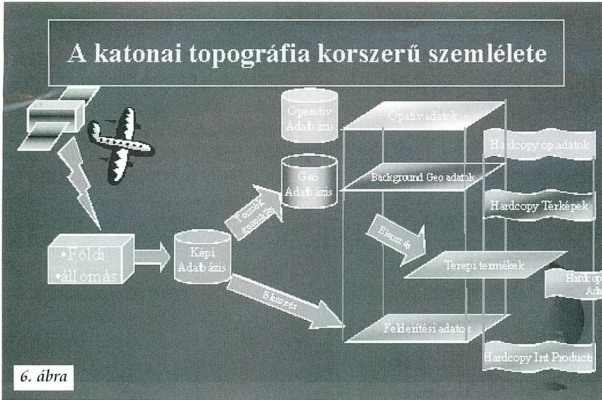 A katonai topográfia korszerű szemlélete
Operatív
Adatbázis
Opatív adatok
Hardcopy op.adatok
Geo
Adatbázis
Background Geo adatok
Hardcopy Térképek
•Földi
•állomás
Képi
Adatbázis
Terepi termékek
Hardcop
Felderítési adatok
Hardcopy Int Products
6. ábra